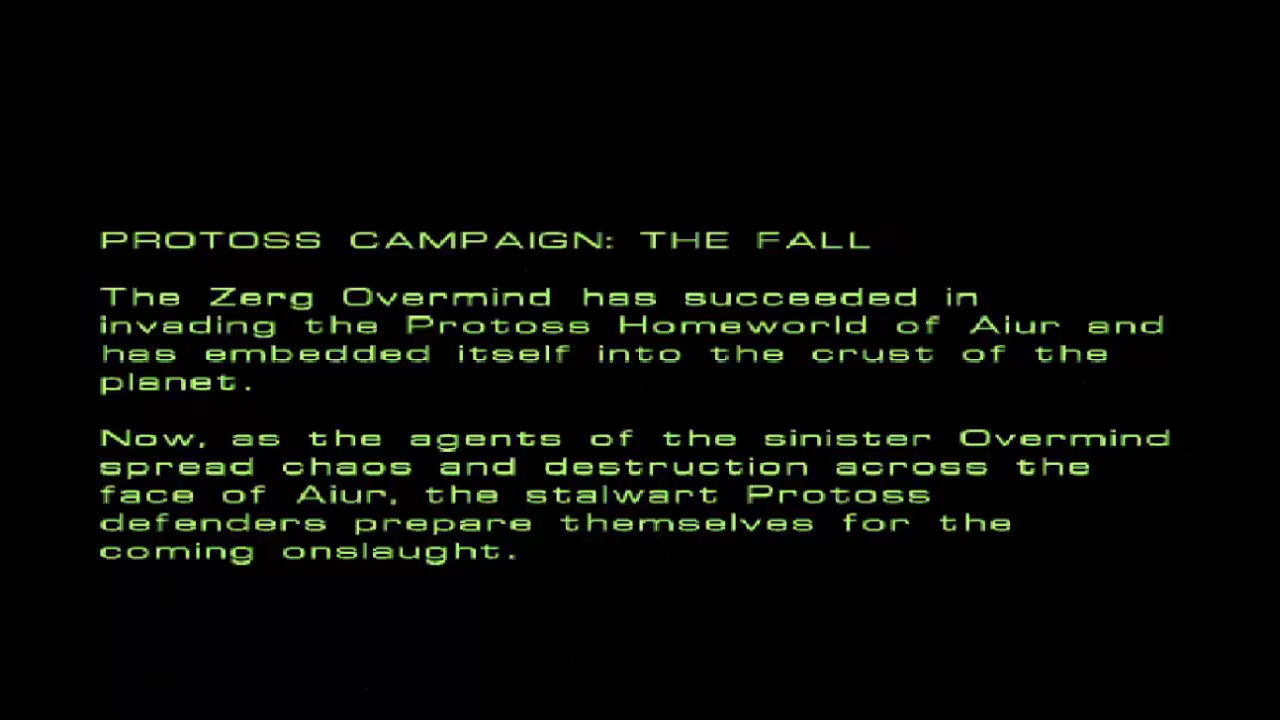 PROTOSS CAMPAIGN: THE FALL
The Zerg Overmind has succeeded in
invading the Protoss Homeworld of Aiur and
has embedded itself into the crust of the
planet.
Now, as the agents of the sinister Overmind
spread chaos and destruction across the
face of Aiur, the stalwart Protoss
defenders prepare themselves for the
coming onslaught.